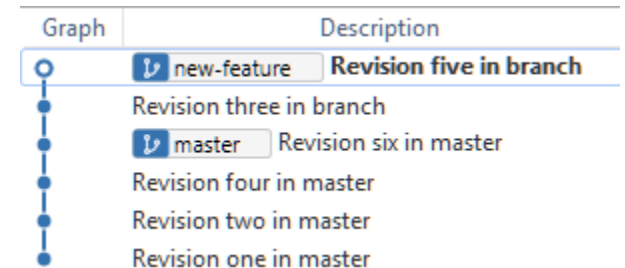 Graph Description
new-feature Revision five in branch
Revision three in branch
master Revision six in master
Revision four in master
Revision two in master
Revision one in master